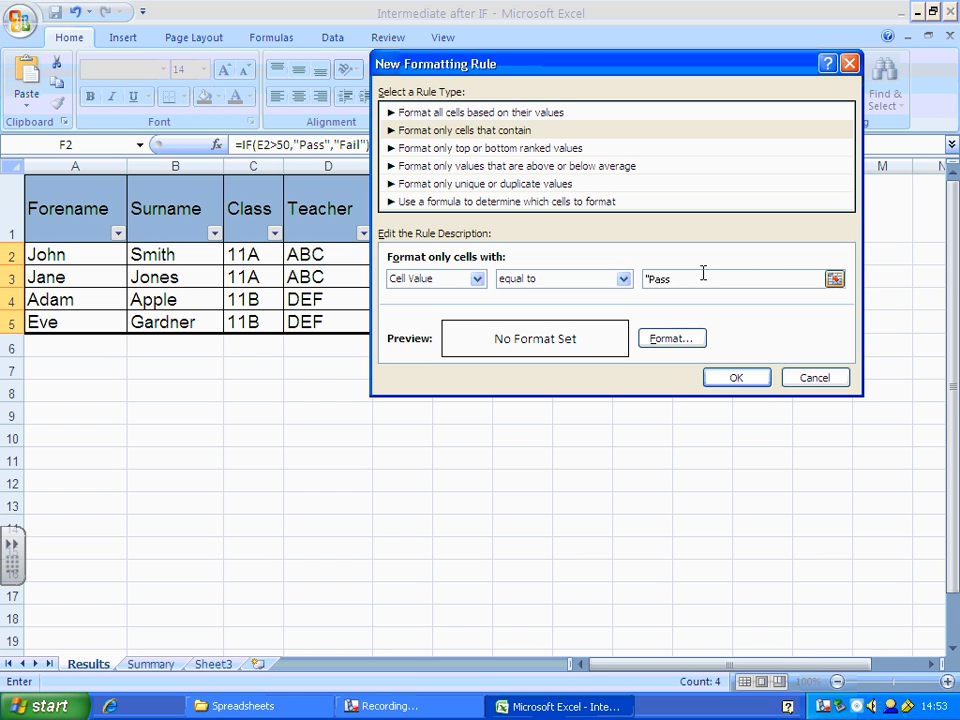 Intermediate after IF - Microsoft Excel
Home Insert Page Layout Formulas Data Review View
Paste
14
A A
B I U
A
Find &
Select
Clipboard Font Alignment
F2 fx =IF(E2>50,"Pass","Fail")
A B C D M N
1 Forename Surname Class Teacher
2 John Smith 11A ABC
3 Jane Jones 11A ABC
4 Adam Apple 11B DEF
5 Eve Gardner 11B DEF
6
7
8
9
10
11
12
13
17
18
19
New Formatting Rule
Select a Rule Type:
► Format all cells based on their values
► Format only cells that contain
► Format only top or bottom ranked values
► Format only values that are above or below average
► Format only unique or duplicate values
► Use a formula to determine which cells to format
Edit the Rule Description:
Format only cells with:
Cell Value equal to "Pass
Preview: No Format Set Format...
OK Cancel
Results Summary Sheet3
Enter Count: 4 100%
start Spreadsheets Recording... Microsoft Excel - Inte... 14:53